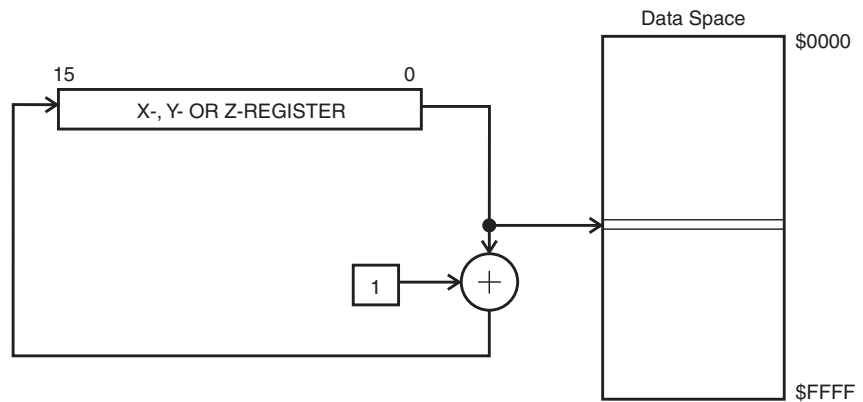 Data Space
$0000
15
0
X-, Y- OR Z-REGISTER
1
+
$FFFF